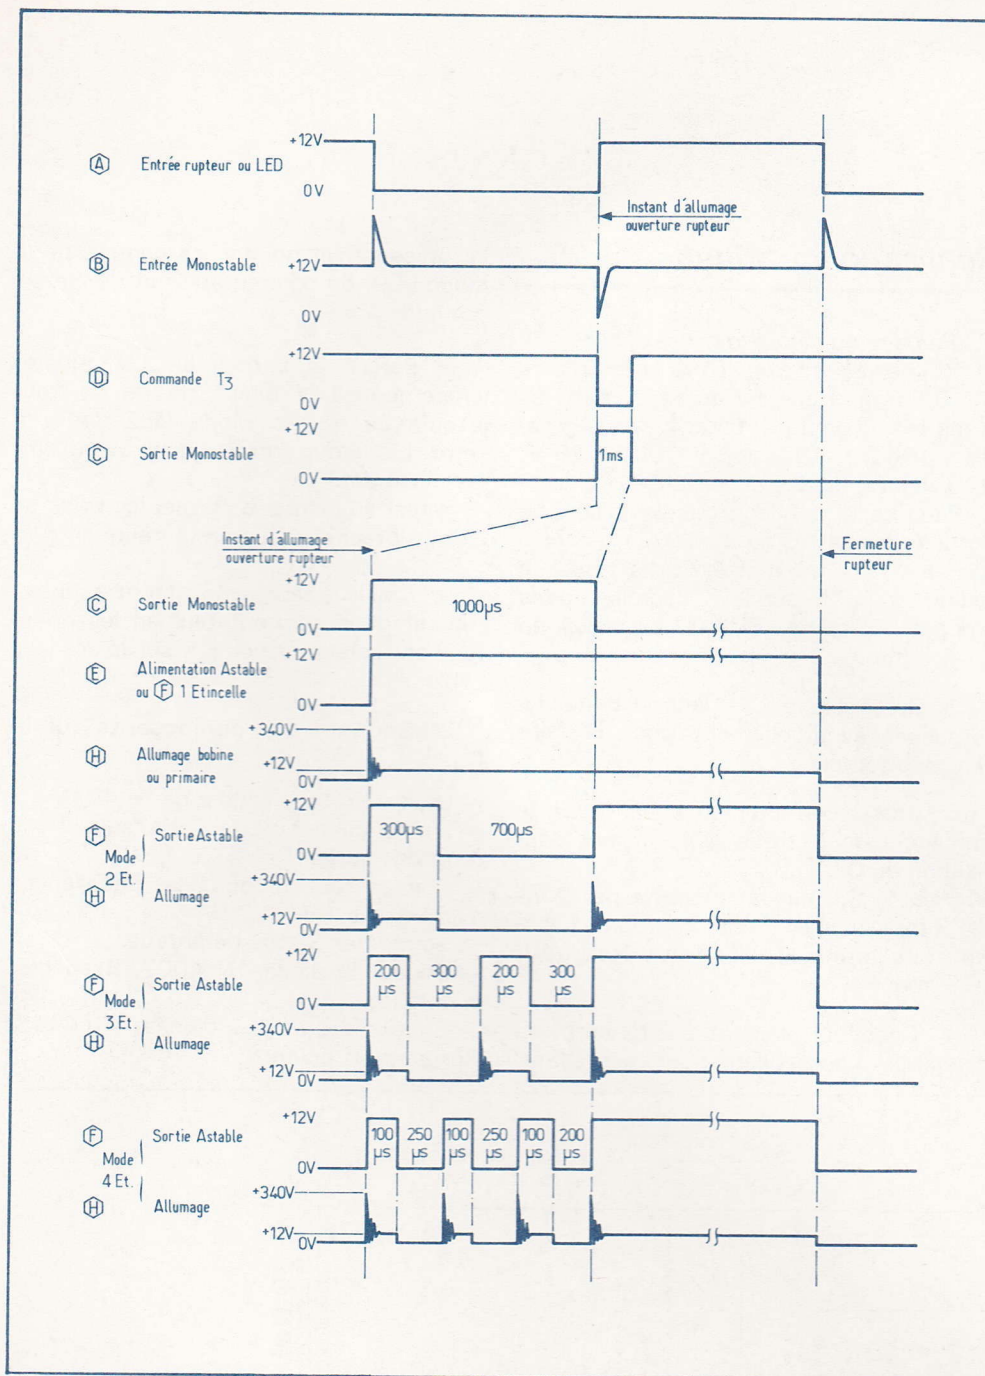 +12V
A Entrée rupteur ou LED
0V
Instant d'allumage
ouverture rupteur
B Entrée Monostable +12V
0V
+12V
D Commande T3
0V
+12V
C Sortie Monostable 1ms
0V
Instant d'allumage
ouverture rupteur
Fermeture
rupteur
+12V
C Sortie Monostable 1000µs
0V
+12V
E Alimentation Astable
ou F 1 Etincelle
0V
+340V
H Allumage bobine
ou primaire
+12V
0V
+12V
F Sortie Astable 300µs 700µs
0V
Mode
2 Et.
+340V
H Allumage
+12V
0V
+12V
F Sortie Astable 200 µs 300 µs 200 µs 300 µs
0V
Mode
3 Et.
+340V
H Allumage
+12V
0V
+12V
F Sortie Astable 100 µs 250 µs 100 µs 250 µs 100 µs 200 µs
0V
Mode
4 Et.
+340V
H Allumage
+12V
0V